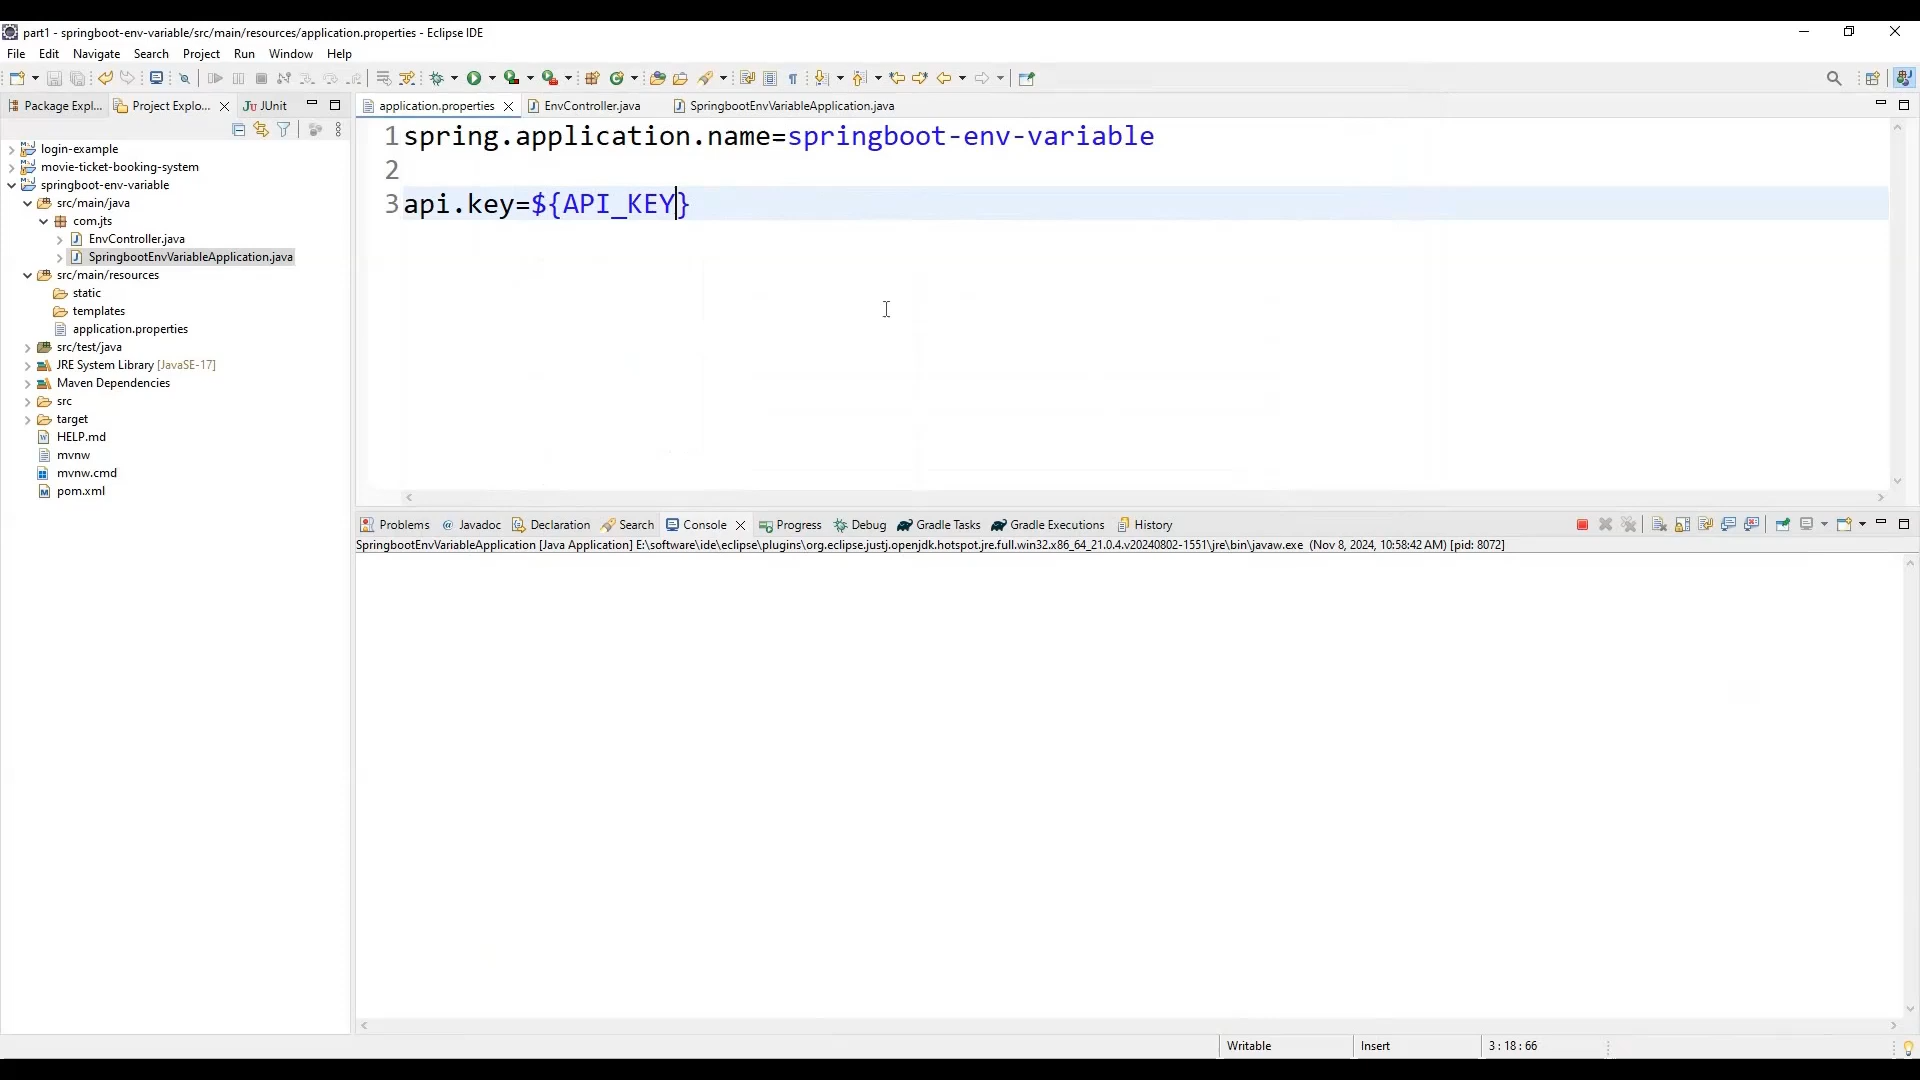 part1 - springboot-env-variable/src/main/resources/application.properties - Eclipse IDE
File Edit Navigate Search Project Run Window Help
Package Expl... Project Explo... JUnit
application.properties EnvController.java SpringbootEnvVariableApplication.java
login-example
movie-ticket-booking-system
springboot-env-variable
src/main/java
com.jts
EnvController.java
SpringbootEnvVariableApplication.java
src/main/resources
static
templates
application.properties
src/test/java
JRE System Library [JavaSE-17]
Maven Dependencies
src
target
HELP.md
mvnw
mvnw.cmd
pom.xml
1 spring.application.name=springboot-env-variable
2
3 api.key=${API_KEY}
Problems Javadoc Declaration Search Console Progress Debug Gradle Tasks Gradle Executions History
SpringbootEnvVariableApplication [Java Application] E:\software\ide\eclipse\plugins\org.eclipse.justj.openjdk.hotspot.jre.full.win32.x86_64_21.0.4.v20240802-1551\jre\bin\javaw.exe (Nov 8, 2024, 10:58:42 AM) [pid: 8072]
Writable Insert 3 : 18 : 66